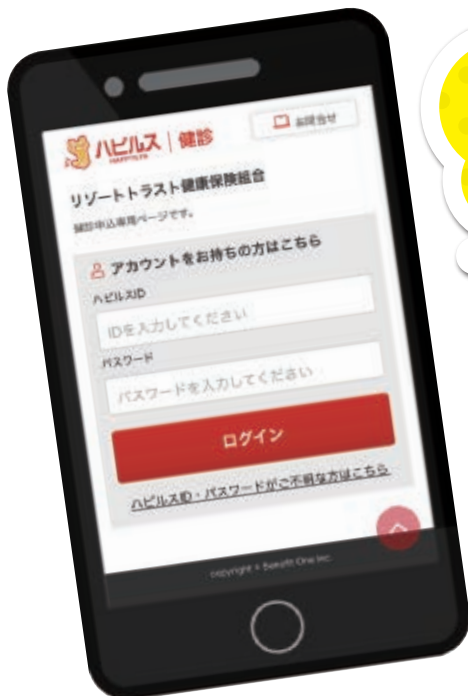 ハピルス | 健診
HAPPYLTH
お問合せ
リゾートトラスト健康保険組合
健診申込専用ページです。
アカウントをお持ちの方はこちら
ハピルスID
IDを入力してください
パスワード
パスワードを入力してください
ログイン
ハピルスID・パスワードがご不明な方はこちら
copyright © Benefit One Inc.